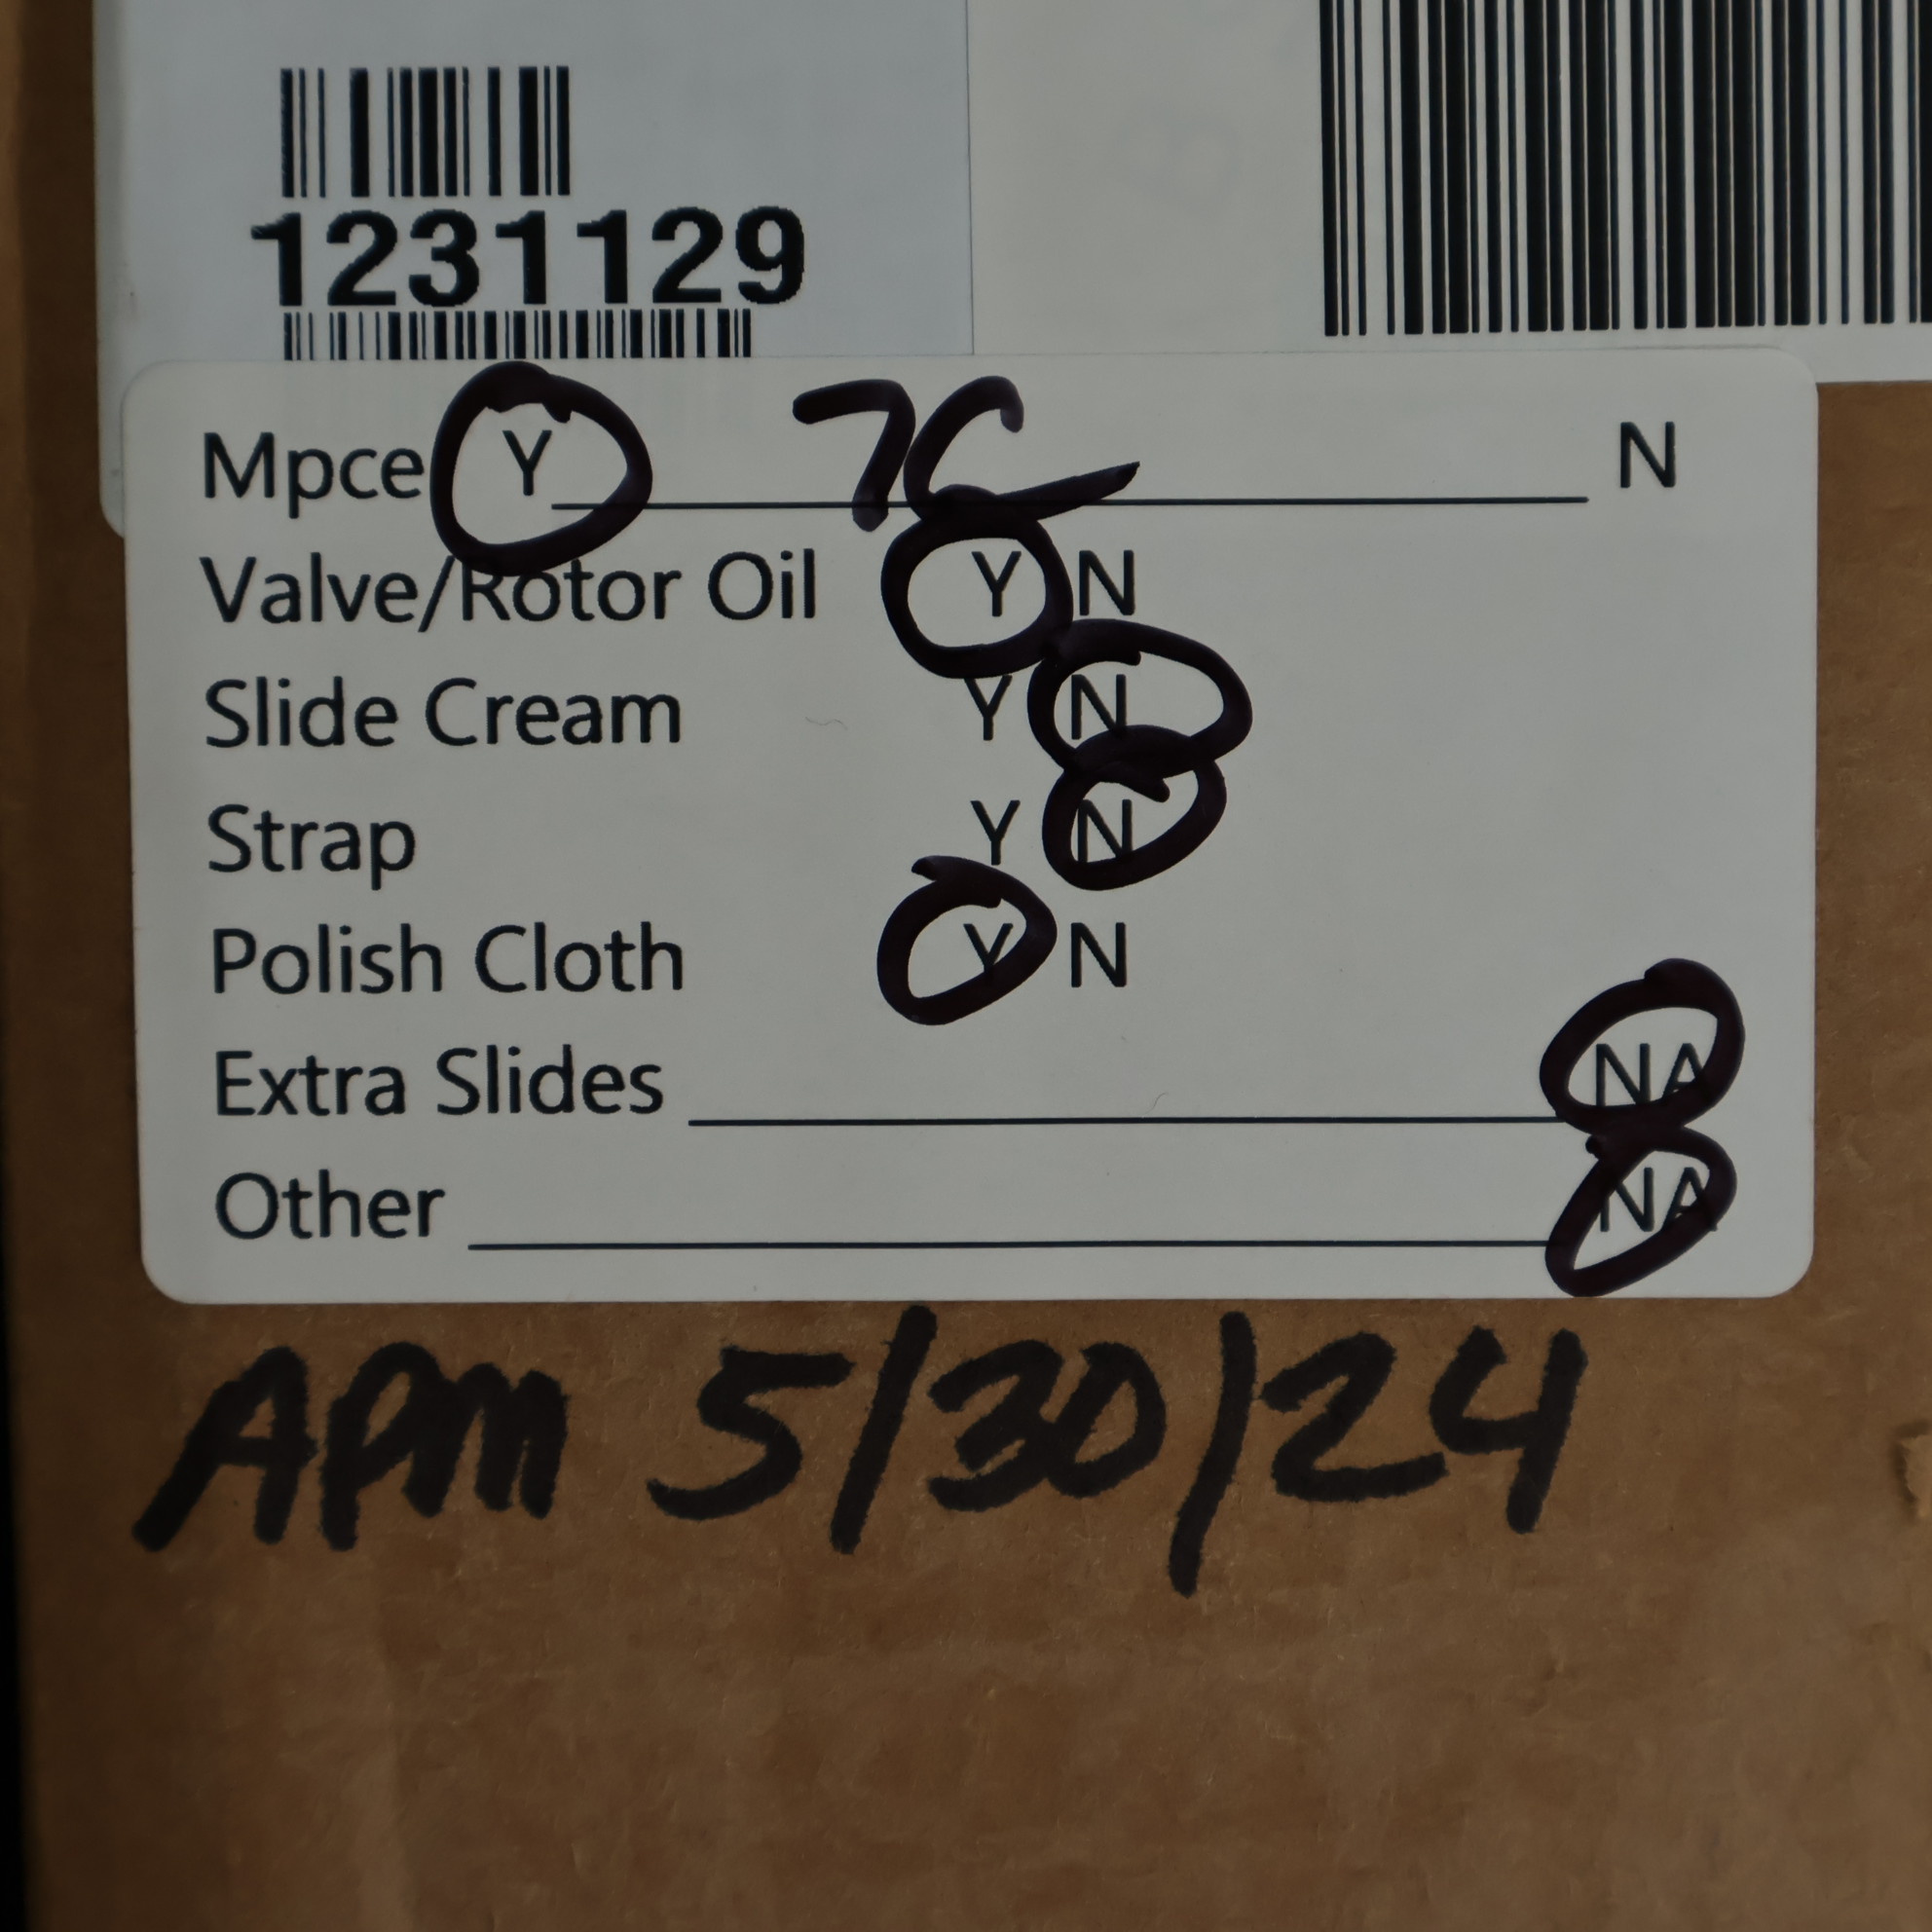 1231129
Mpce Y 7C N
Valve/Rotor Oil Y N
Slide Cream Y N
Strap Y N
Polish Cloth Y N
Extra Slides NA
Other NA
APM 5/30/24